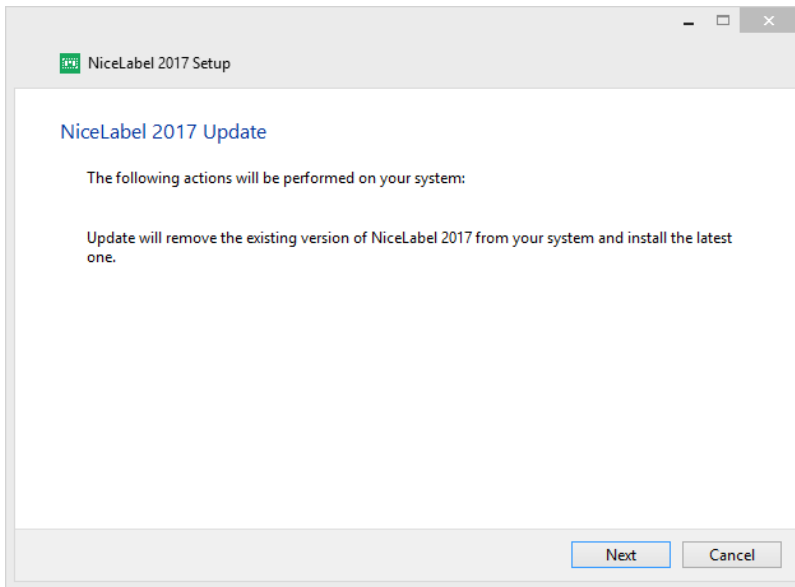 NiceLabel 2017 Setup
NiceLabel 2017 Update
The following actions will be performed on your system:
Update will remove the existing version of NiceLabel 2017 from your system and install the latest
one.
Next
Cancel